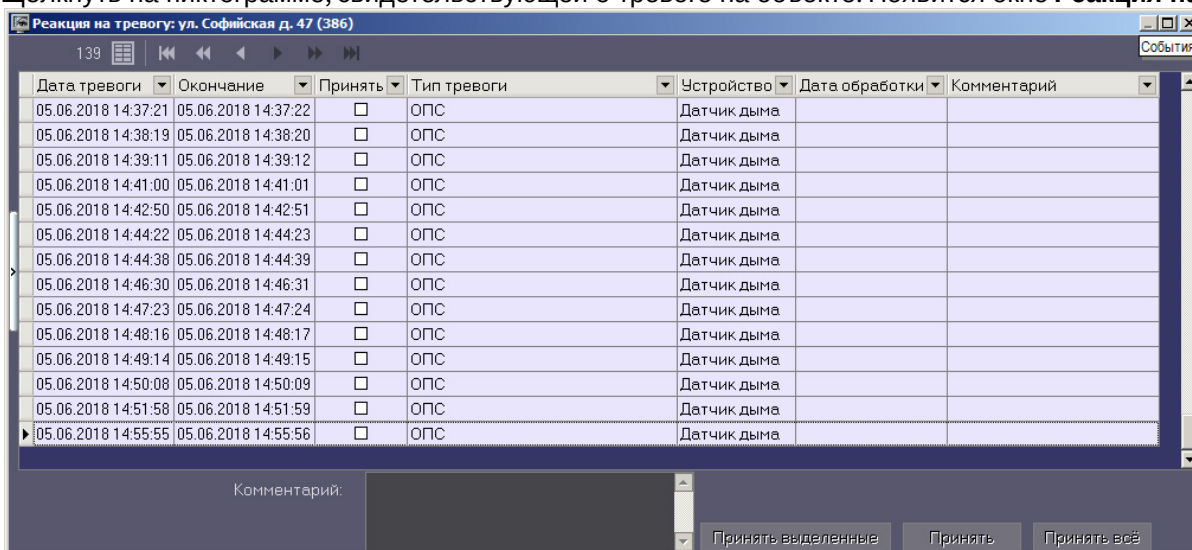 Щелкнуть на пиктограмме, свидетельствующей о тревоге на объекте. Появится окно
Реакция на тревогу: ул. Софийская д. 47 (386)
139
События
Дата тревоги Окончание Принять Тип тревоги Устройство Дата обработки Комментарий
05.06.2018 14:37:21 05.06.2018 14:37:22 ОПС Датчик дыма
05.06.2018 14:38:19 05.06.2018 14:38:20 ОПС Датчик дыма
05.06.2018 14:39:11 05.06.2018 14:39:12 ОПС Датчик дыма
05.06.2018 14:41:00 05.06.2018 14:41:01 ОПС Датчик дыма
05.06.2018 14:42:50 05.06.2018 14:42:51 ОПС Датчик дыма
05.06.2018 14:44:22 05.06.2018 14:44:23 ОПС Датчик дыма
05.06.2018 14:44:38 05.06.2018 14:44:39 ОПС Датчик дыма
05.06.2018 14:46:30 05.06.2018 14:46:31 ОПС Датчик дыма
05.06.2018 14:47:23 05.06.2018 14:47:24 ОПС Датчик дыма
05.06.2018 14:48:16 05.06.2018 14:48:17 ОПС Датчик дыма
05.06.2018 14:49:14 05.06.2018 14:49:15 ОПС Датчик дыма
05.06.2018 14:50:08 05.06.2018 14:50:09 ОПС Датчик дыма
05.06.2018 14:51:58 05.06.2018 14:51:59 ОПС Датчик дыма
05.06.2018 14:55:55 05.06.2018 14:55:56 ОПС Датчик дыма
Комментарий:
Принять выделенные Принять Принять всё